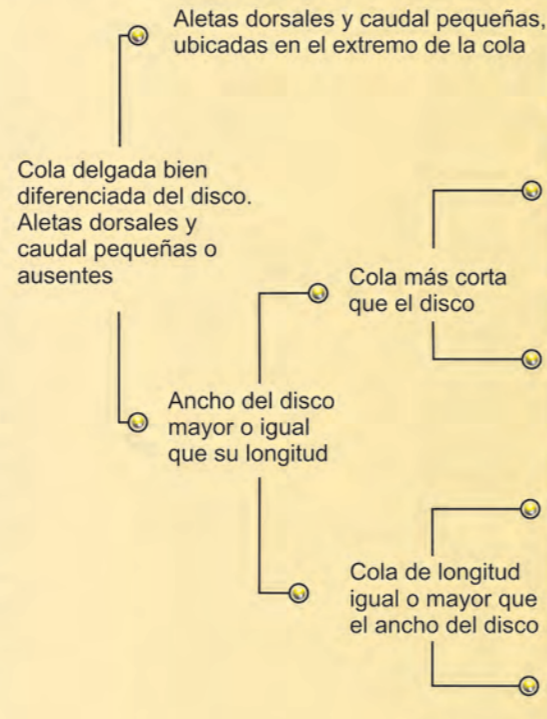 Aletas dorsales y caudal pequeñas,
ubicadas en el extremo de la cola
Cola delgada bien
diferenciada del disco.
Aletas dorsales y
caudal pequeñas o
ausentes
Cola más corta
que el disco
Ancho del disco
mayor o igual
que su longitud
Cola de longitud
igual o mayor que
el ancho del disco